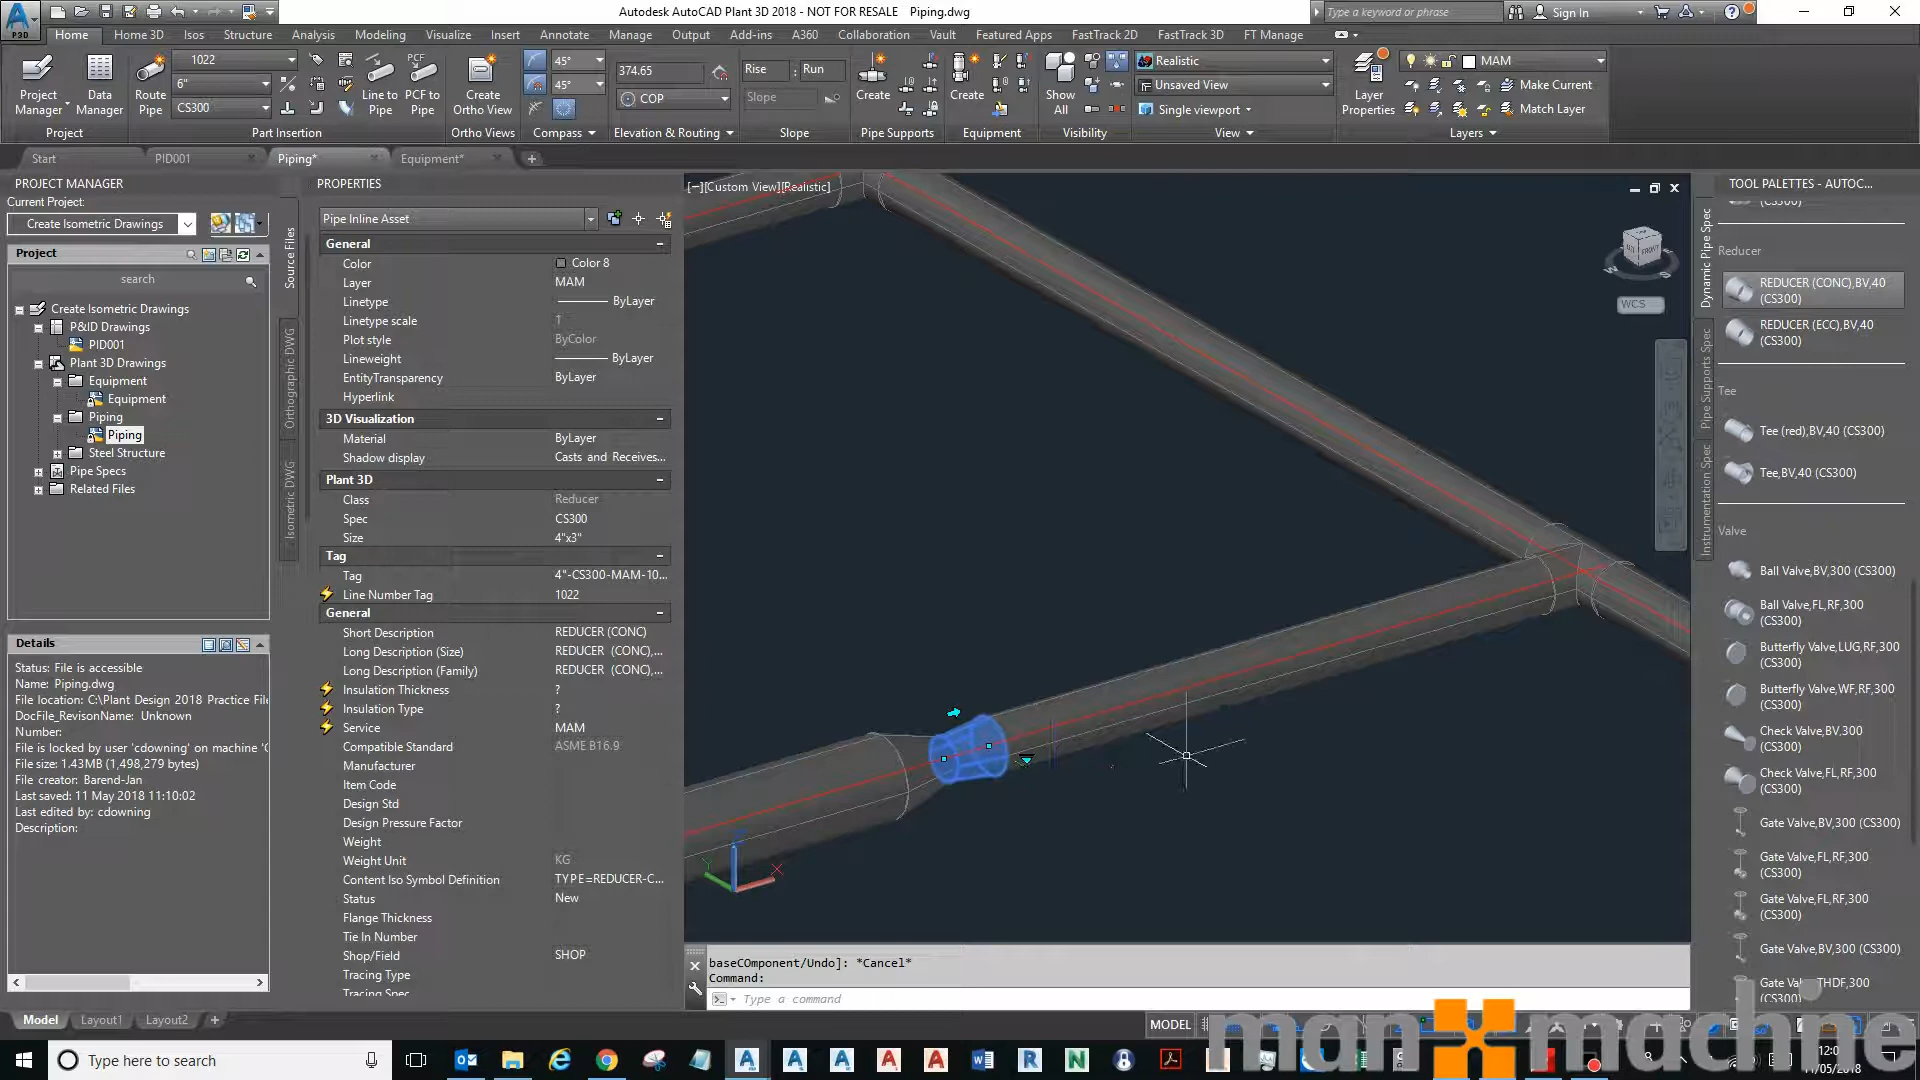 Autodesk AutoCAD Plant 3D 2018 - NOT FOR RESALE Piping.dwg
Type a keyword or phrase
Sign In
P3D
Home
Home 3D
Isos
Structure
Analysis
Modeling
Visualize
Insert
Annotate
Manage
Output
Add-ins
A360
Collaboration
Vault
Featured Apps
FastTrack 2D
FastTrack 3D
FT Manage
Project
Manager
Data
Manager
Route
Pipe
1022
6"
CS300
Line to
Pipe
PCF
PCF to
Pipe
Create
Ortho View
45°
45°
374.65
COP
Rise : Run
Slope
Create
Create
Show
All
Realistic
Unsaved View
Single viewport
Layer
Properties
MAM
Make Current
Match Layer
Project
Part Insertion
Ortho Views
Compass
Elevation & Routing
Slope
Pipe Supports
Equipment
Visibility
View
Layers
Start
PID001
Piping*
Equipment*
PROJECT MANAGER
Current Project:
Create Isometric Drawings
Project
search
Create Isometric Drawings
P&ID Drawings
PID001
Plant 3D Drawings
Equipment
Equipment
Piping
Piping
Steel Structure
Pipe Specs
Related Files
Source Files
Orthographic DWG
Isometric DWG
Details
Status: File is accessible
Name: Piping.dwg
File location: C:\Plant Design 2018 Practice File
DocFile_RevisonName: Unknown
Number:
File is locked by user 'cdowning' on machine '
File size: 1.43MB (1,498,279 bytes)
File creator: Barend-Jan
Last saved: 11 May 2018 11:10:02
Last edited by: cdowning
Description:
PROPERTIES
Pipe Inline Asset
General
Color Color 8
Layer MAM
Linetype ByLayer
Linetype scale 1
Plot style ByColor
Lineweight ByLayer
EntityTransparency ByLayer
Hyperlink
3D Visualization
Material ByLayer
Shadow display Casts and Receives...
Plant 3D
Class Reducer
Spec CS300
Size 4"x3"
Tag
Tag 4"-CS300-MAM-10...
Line Number Tag 1022
General
Short Description REDUCER (CONC)
Long Description (Size) REDUCER (CONC),...
Long Description (Family) REDUCER (CONC),...
Insulation Thickness ?
Insulation Type ?
Service MAM
Compatible Standard ASME B16.9
Manufacturer
Item Code
Design Std
Design Pressure Factor
Weight
Weight Unit KG
Content Iso Symbol Definition TYPE=REDUCER-C...
Status New
Flange Thickness
Tie In Number
Shop/Field SHOP
Tracing Type
Tracing Spec
[−][Custom View][Realistic]
FRONT
WCS
W
S
X
Y
baseCOmponent/Undo]: *Cancel*
Command:
Type a command
TOOL PALETTES - AUTOC...
Dynamic Pipe Spec
Pipe Supports Spec
Instrumentation Spec
(CS300)
Reducer
REDUCER (CONC),BV,40
(CS300)
REDUCER (ECC),BV,40
(CS300)
Tee
Tee (red),BV,40 (CS300)
Tee,BV,40 (CS300)
Valve
Ball Valve,BV,300 (CS300)
Ball Valve,FL,RF,300
(CS300)
Butterfly Valve,LUG,RF,300
(CS300)
Butterfly Valve,WF,RF,300
(CS300)
Check Valve,BV,300
(CS300)
Check Valve,FL,RF,300
(CS300)
Gate Valve,BV,300 (CS300)
Gate Valve,FL,RF,300
(CS300)
Gate Valve,FL,RF,300
(CS300)
Gate Valve,BV,300 (CS300)
Gate Valve,THDF,300
(CS300)
Model
Layout1
Layout2
MODEL
man machine
Type here to search
11/05/2018